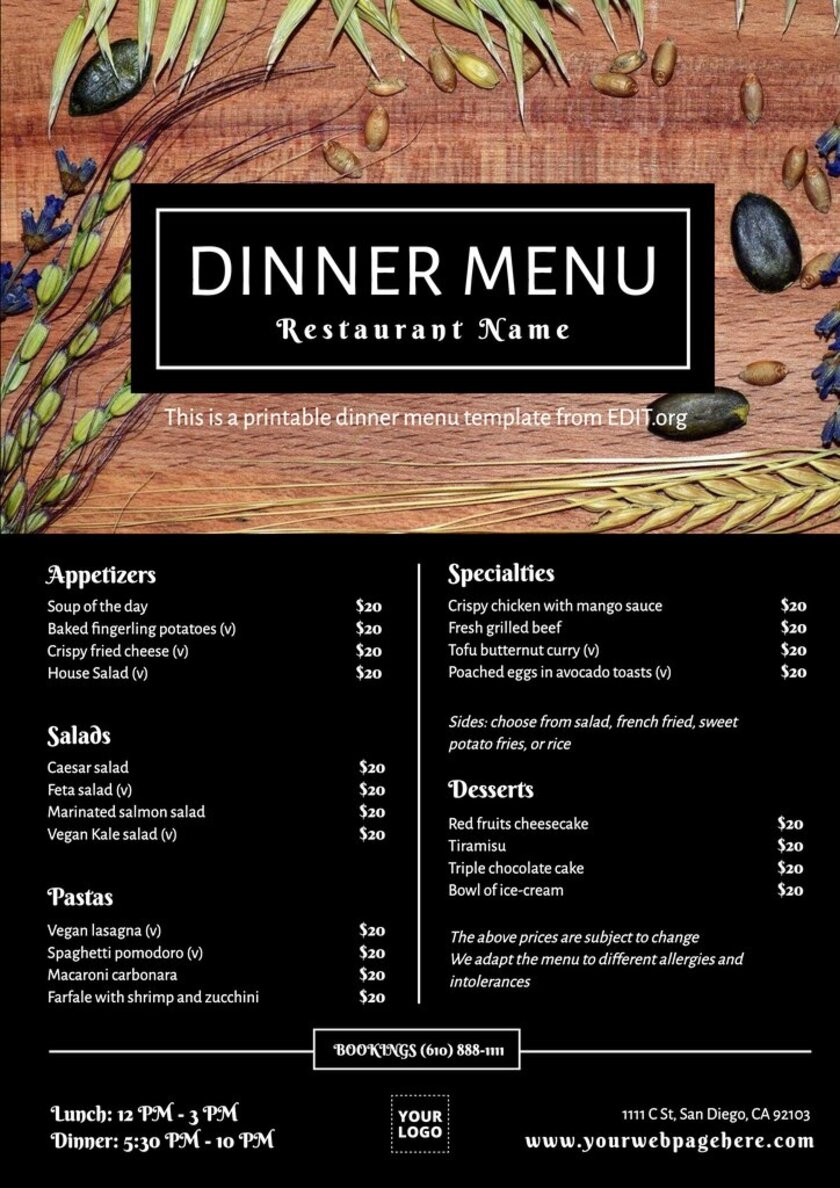 DINNER MENU
Restaurant Name
This is a printable dinner menu template from EDIT.org
Appetizers
Soup of the day $20
Baked fingerling potatoes (v) $20
Crispy fried cheese (v) $20
House Salad (v) $20
Salads
Caesar salad $20
Feta salad (v) $20
Marinated salmon salad $20
Vegan Kale salad (v) $20
Pastas
Vegan lasagna (v) $20
Spaghetti pomodoro (v) $20
Macaroni carbonara $20
Farfale with shrimp and zucchini $20
Specialties
Crispy chicken with mango sauce $20
Fresh grilled beef $20
Tofu butternut curry (v) $20
Poached eggs in avocado toasts (v) $20
Sides: choose from salad, french fried, sweet
potato fries, or rice
Desserts
Red fruits cheesecake $20
Tiramisu $20
Triple chocolate cake $20
Bowl of ice-cream $20
The above prices are subject to change
We adapt the menu to different allergies and
intolerances
BOOKINGS (610) 888-1111
Lunch: 12 PM - 3 PM
Dinner: 5:30 PM - 10 PM
YOUR
LOGO
1111 C St, San Diego, CA 92103
www.yourwebpagehere.com